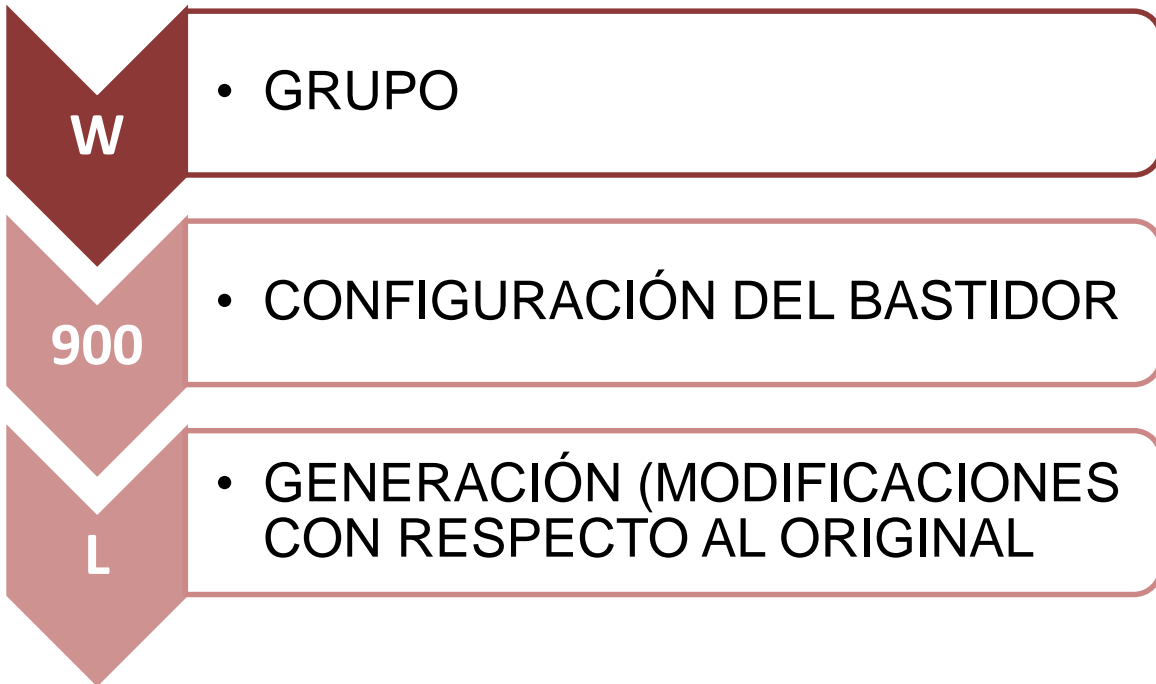 W
• GRUPO
900
• CONFIGURACIÓN DEL BASTIDOR
L
• GENERACIÓN (MODIFICACIONES
CON RESPECTO AL ORIGINAL